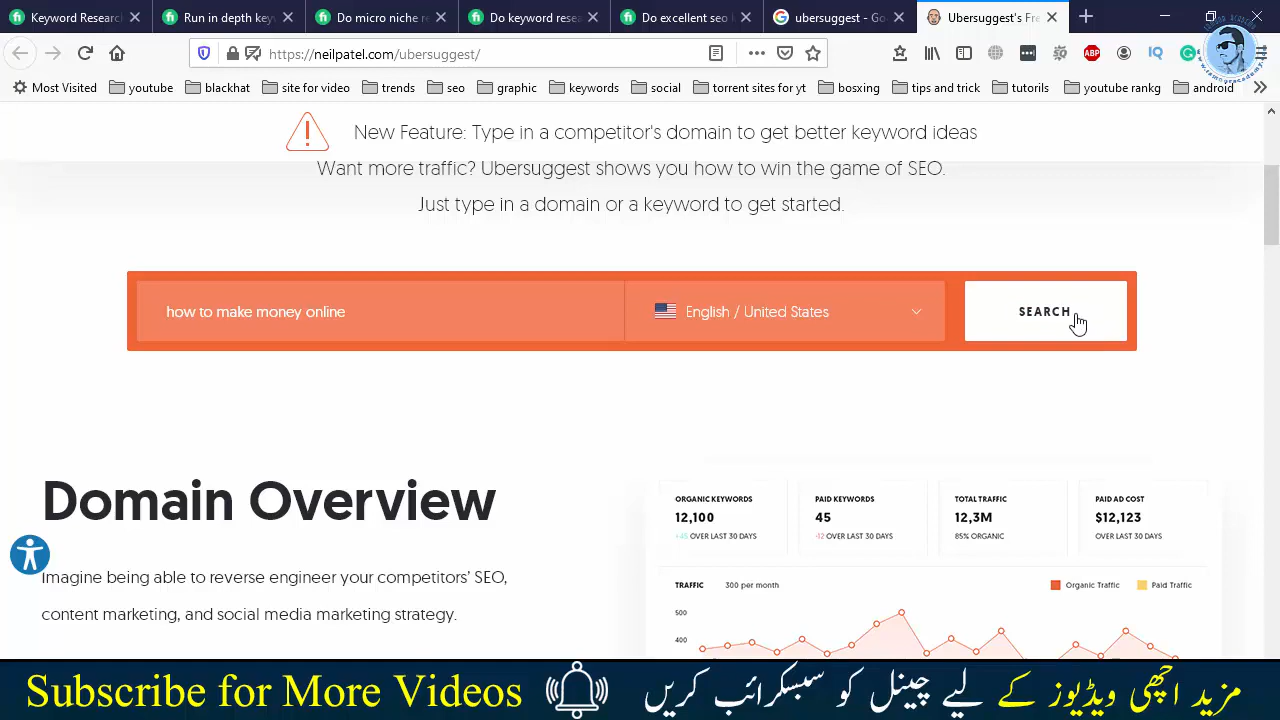 Keyword Research
Run in depth key
Do micro niche re
Do keyword resea
Do excellent seo k
ubersuggest - Go
Ubersuggest's Fre
https://neilpatel.com/ubersuggest/
ABP
IQ
Most Visited
youtube
blackhat
site for video
trends
seo
graphic
keywords
social
torrent sites for yt
bosxing
tips and trick
tutorils
youtube rankg
android
New Feature: Type in a competitor's domain to get better keyword ideas
Want more traffic? Ubersuggest shows you how to win the game of SEO.
Just type in a domain or a keyword to get started.
how to make money online
English / United States
SEARCH
Domain Overview
Imagine being able to reverse engineer your competitors' SEO,
content marketing, and social media marketing strategy.
ORGANIC KEYWORDS
12,100
+45 OVER LAST 30 DAYS
PAID KEYWORDS
45
-12 OVER LAST 30 DAYS
TOTAL TRAFFIC
12,3M
85% ORGANIC
PAID AD COST
$12,123
OVER LAST 30 DAYS
TRAFFIC 300 per month
Organic Traffic
Paid Traffic
500
400
Subscribe for More Videos
مزید اچھی ویڈیوز کے لیے چینل کو سبسکرائب کریں